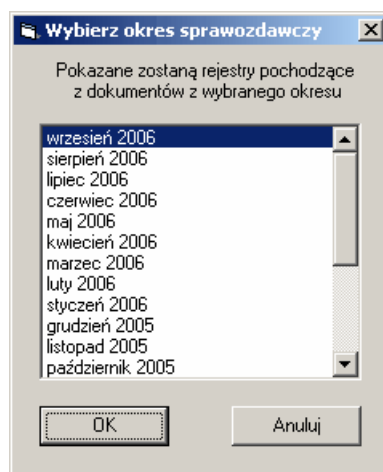 Wybierz okres sprawozdawczy
Pokazane zostaną rejestry pochodzące
z dokumentów z wybranego okresu
wrzesień 2006
sierpień 2006
lipiec 2006
czerwiec 2006
maj 2006
kwiecień 2006
marzec 2006
luty 2006
styczeń 2006
grudzień 2005
listopad 2005
październik 2005
OK
Anuluj